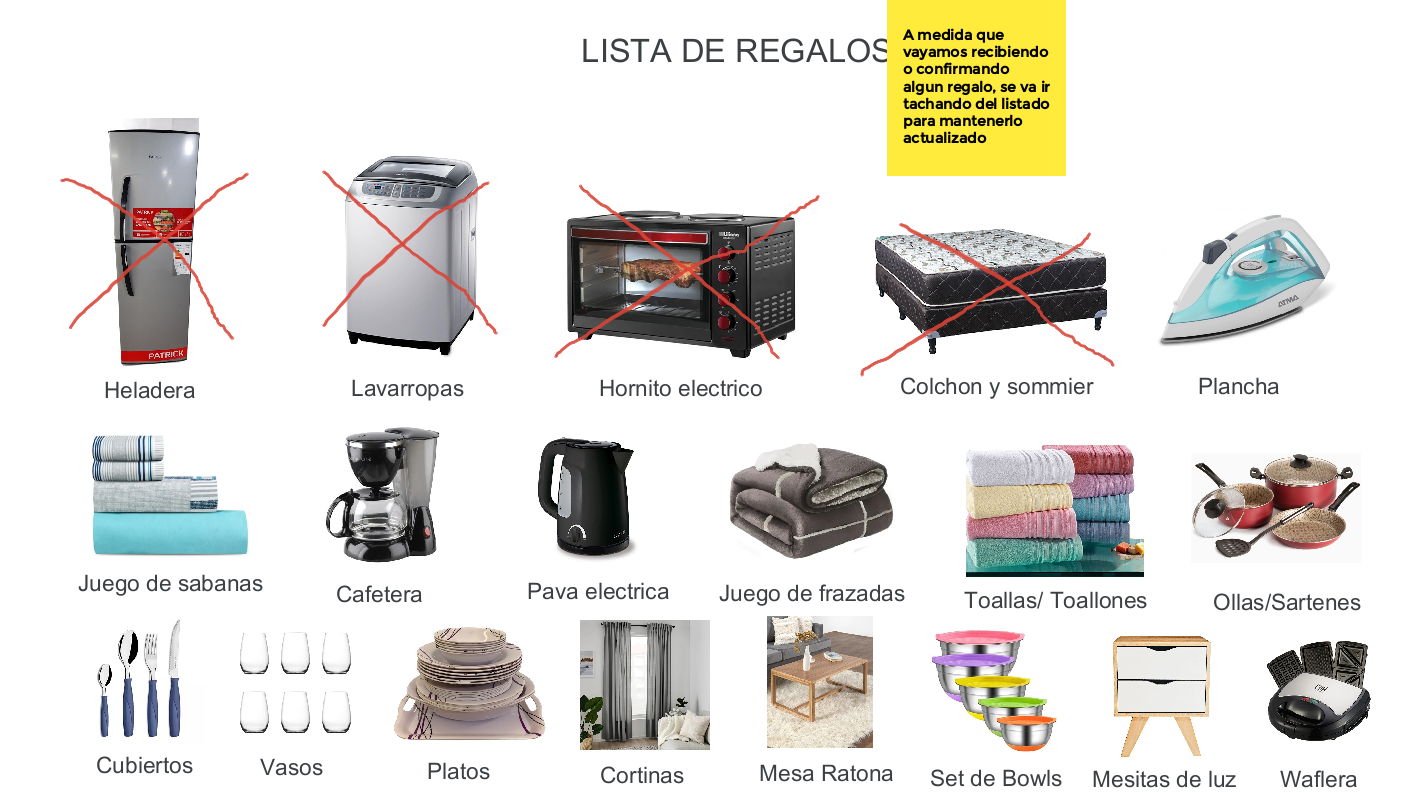 LISTA DE REGALOS
A medida que
vayamos recibiendo
o confirmando
algun regalo, se va ir
tachando del listado
para mantenerlo
actualizado
PATRICK
PATRICK
ATMA
Heladera
Lavarropas
Hornito electrico
Colchon y sommier
Plancha
Juego de sabanas
Cafetera
Pava electrica
Juego de frazadas
Toallas/ Toallones
Ollas/Sartenes
Cubiertos
Vasos
Platos
Cortinas
Mesa Ratona
Set de Bowls
Mesitas de luz
Waflera